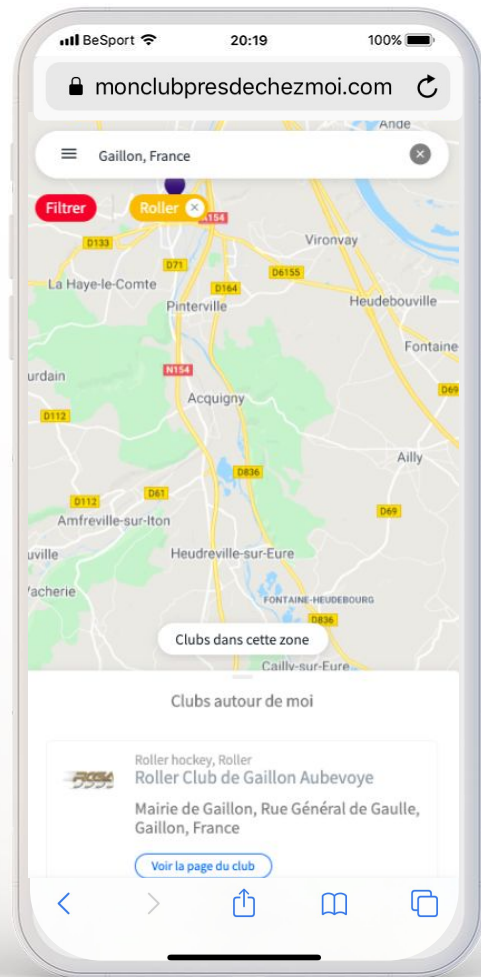 BeSport
20:19
100%
monclubpresdechezmoi.com
Ande
Gaillon, France
Filtrer
Roller
A154
D133
Vironvay
D71
D6155
La Haye-le-Comte
D164
Pinterville
Heudebouville
Fontaine
urdain
N154
D69
Acquigny
D112
Ailly
D836
D112
D61
D69
Amfreville-sur-Iton
uville
Heudreville-sur-Eure
Vacherie
FONTAINE-HEUDEBOURG
D836
Clubs dans cette zone
Cailly-sur-Eure
Clubs autour de moi
Roller hockey, Roller
Roller Club de Gaillon Aubevoye
Mairie de Gaillon, Rue Général de Gaulle,
Gaillon, France
Voir la page du club